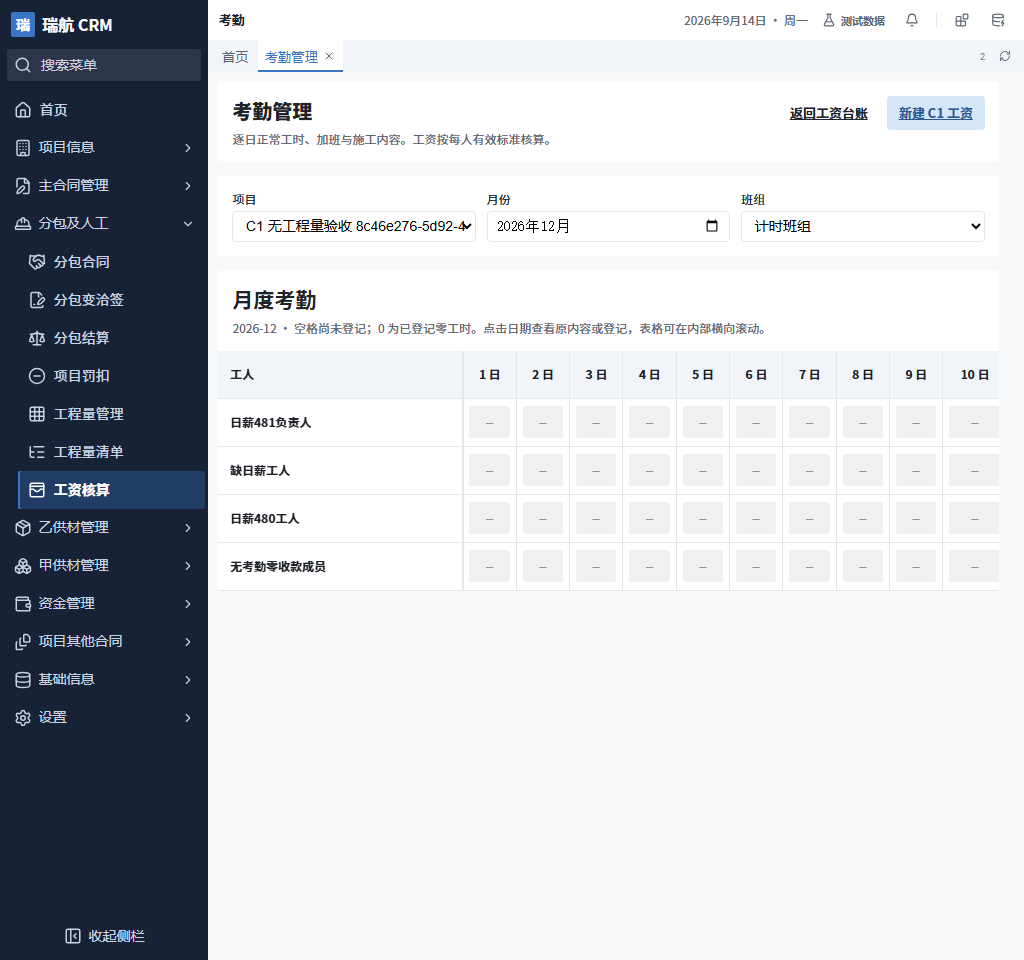 瑞 瑞航 CRM
搜索菜单
首页
项目信息
主合同管理
分包及人工
分包合同
分包变洽签
分包结算
项目罚扣
工程量管理
工程量清单
工资核算
乙供材管理
甲供材管理
资金管理
项目其他合同
基础信息
设置
收起侧栏
考勤
2026年9月14日 · 周一 测试数据
首页 考勤管理 × 2
考勤管理
返回工资台账 新建 C1 工资
逐日正常工时、加班与施工内容。工资按每人有效标准核算。
项目 月份 班组
C1 无工程量验收 8c46e276-5d92-4 2026年12月 计时班组
月度考勤
2026-12 · 空格尚未登记；0 为已登记零工时。点击日期查看原内容或登记，表格可在内部横向滚动。
工人 1 日 2 日 3 日 4 日 5 日 6 日 7 日 8 日 9 日 10 日
日薪481负责人 — — — — — — — — — —
缺日薪工人 — — — — — — — — — —
日薪480工人 — — — — — — — — — —
无考勤零收款成员 — — — — — — — — — —